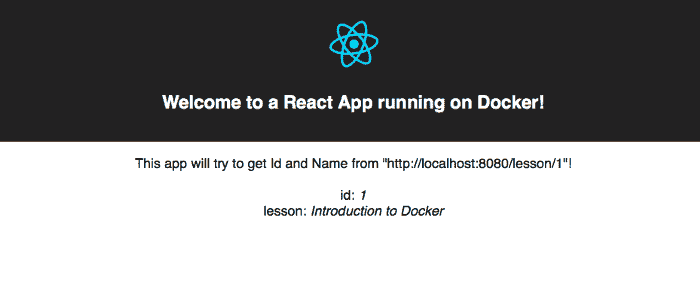 Welcome to a React App running on Docker!
This app will try to get Id and Name from "http://localhost:8080/lesson/1"!
id: 1
lesson: Introduction to Docker